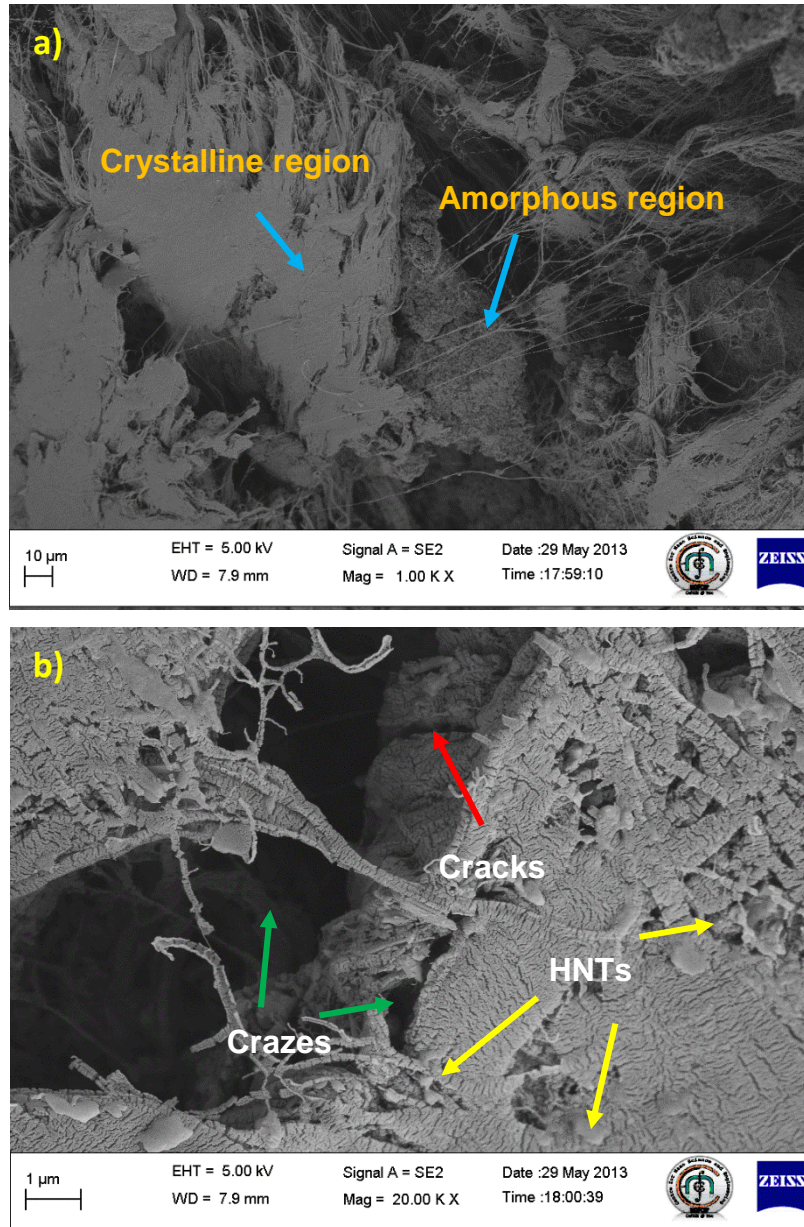 a)
Crystalline region
Amorphous region
10 µm
EHT = 5.00 kV
WD = 7.9 mm
Signal A = SE2
Mag = 1.00 K X
Date :29 May 2013
Time :17:59:10
ZEISS
b)
Cracks
HNTs
Crazes
1 µm
EHT = 5.00 kV
WD = 7.9 mm
Signal A = SE2
Mag = 20.00 K X
Date :29 May 2013
Time :18:00:39
ZEISS